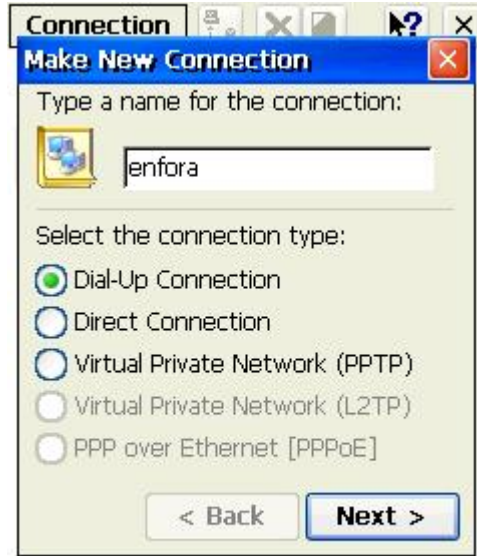 Connection
Make New Connection
Type a name for the connection:
enfora
Select the connection type:
Dial-Up Connection
Direct Connection
Virtual Private Network (PPTP)
Virtual Private Network (L2TP)
PPP over Ethernet [PPPoE]
< Back
Next >